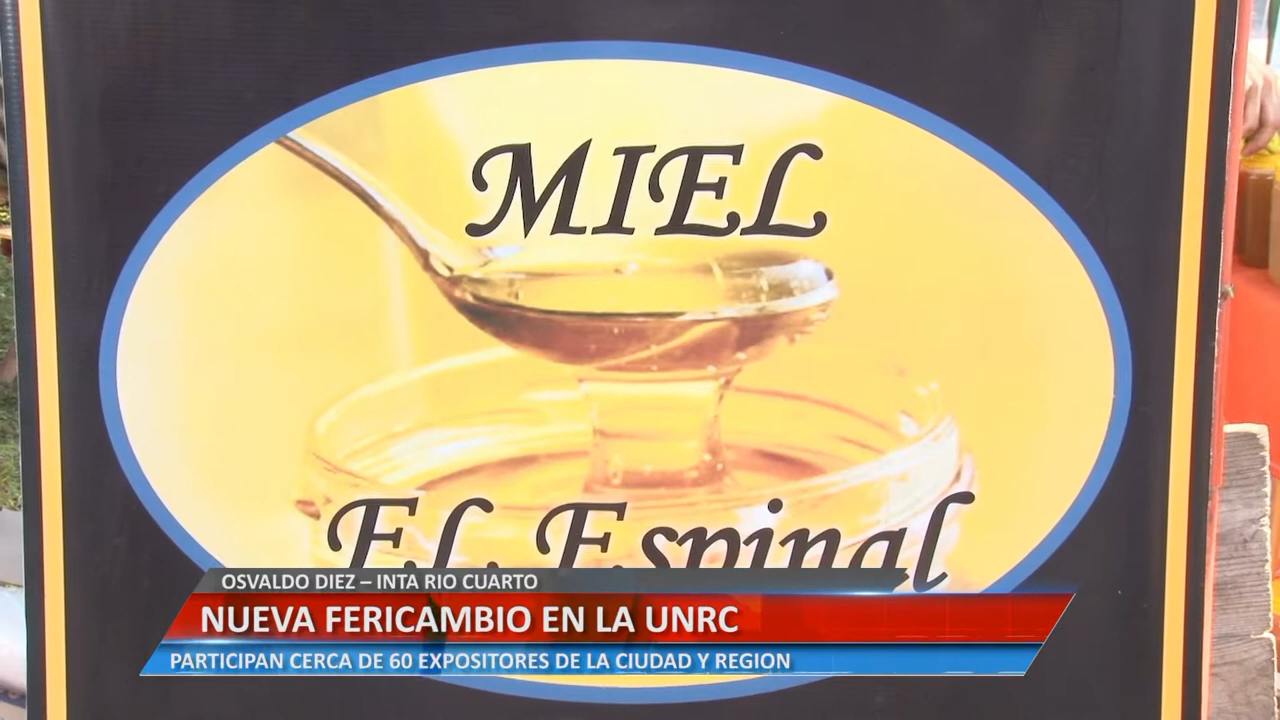 MIEL
EL Espinal
OSVALDO DIEZ – INTA RIO CUARTO
NUEVA FERICAMBIO EN LA UNRC
PARTICIPAN CERCA DE 60 EXPOSITORES DE LA CIUDAD Y REGION